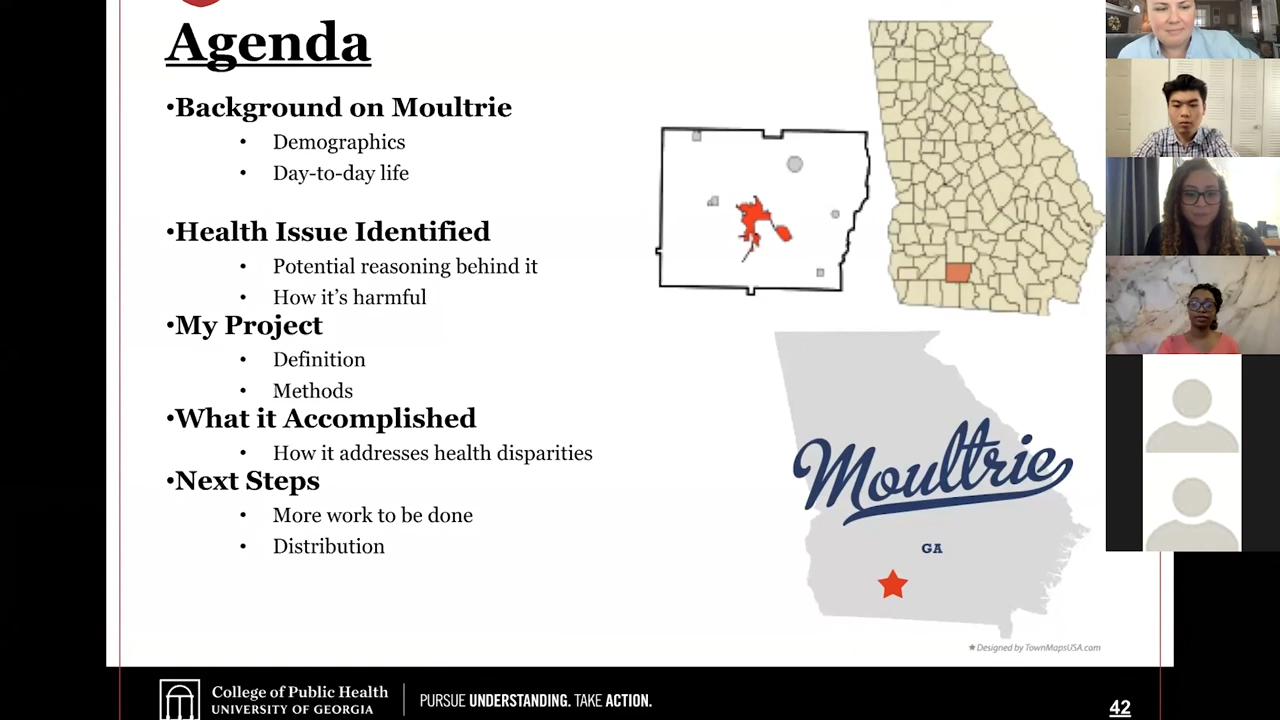 Agenda
•Background on Moultrie
• Demographics
• Day-to-day life
•Health Issue Identified
• Potential reasoning behind it
• How it's harmful
•My Project
• Definition
• Methods
•What it Accomplished
• How it addresses health disparities
•Next Steps
• More work to be done
• Distribution
Moultrie
GA
★ Designed by TownMapsUSA.com
College of Public Health
UNIVERSITY OF GEORGIA
PURSUE UNDERSTANDING. TAKE ACTION.
42